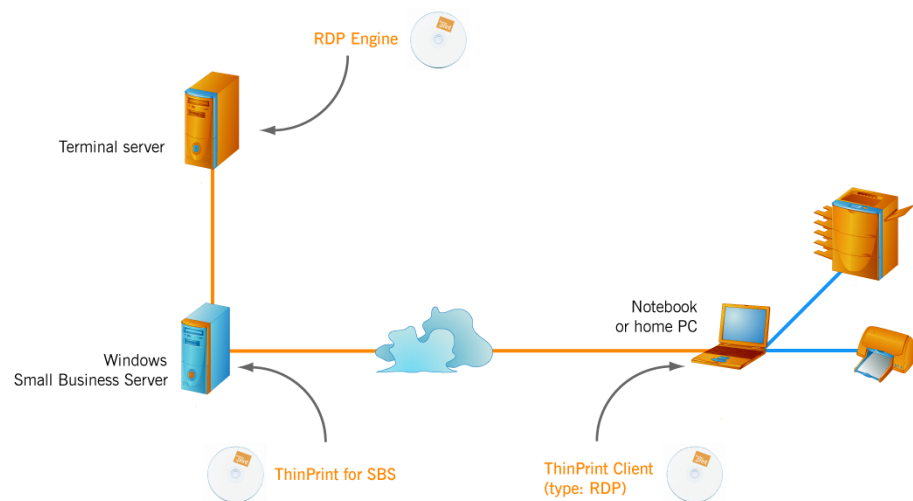 RDP Engine
Terminal server
Notebook
or home PC
Windows
Small Business Server
ThinPrint for SBS
ThinPrint Client
(type: RDP)